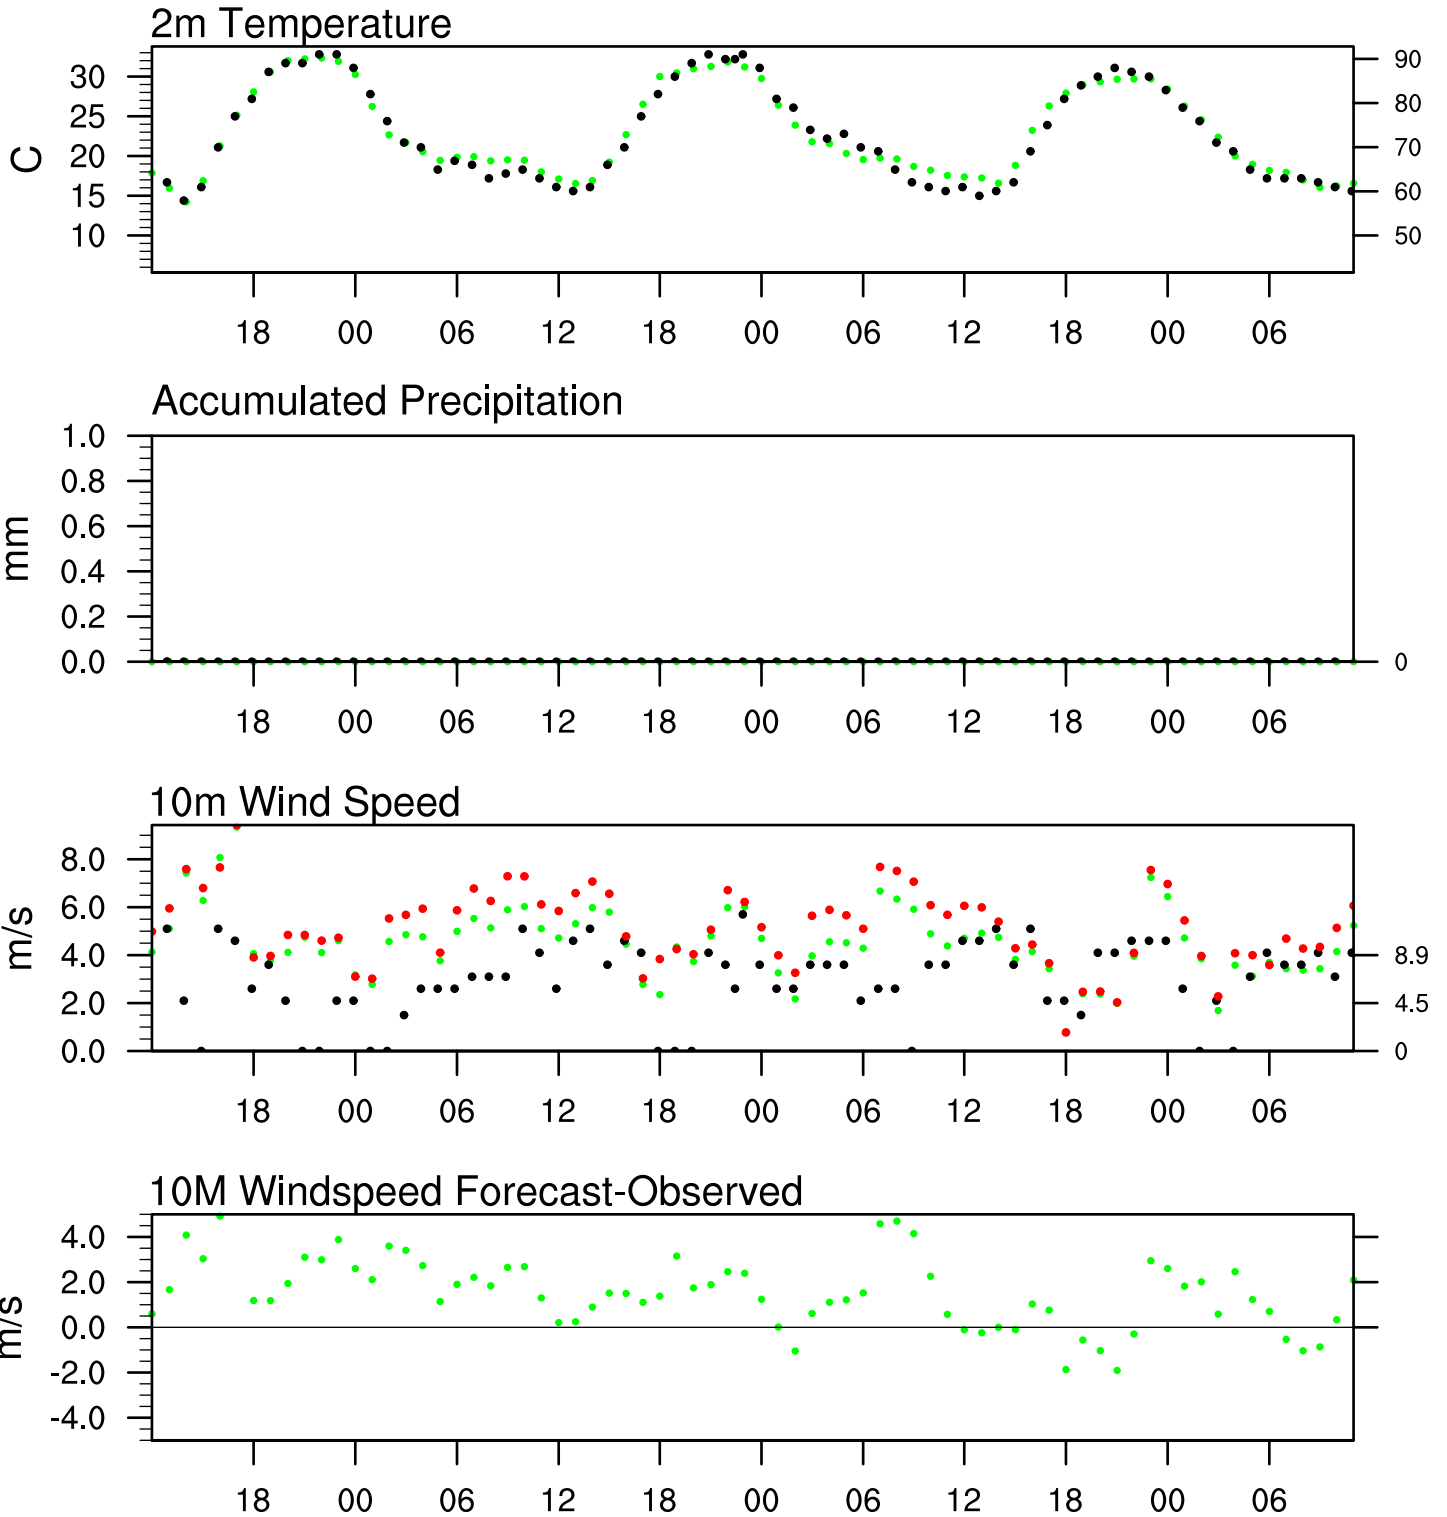 2m Temperature
30
25
20
15
10
C
90
80
70
60
50
18 00 06 12 18 00 06 12 18 00 06
Accumulated Precipitation
1.0
0.8
0.6
0.4
0.2
0.0
mm
0
18 00 06 12 18 00 06 12 18 00 06
10m Wind Speed
8.0
6.0
4.0
2.0
0.0
m/s
8.9
4.5
0
18 00 06 12 18 00 06 12 18 00 06
10M Windspeed Forecast-Observed
4.0
2.0
0.0
-2.0
-4.0
m/s
18 00 06 12 18 00 06 12 18 00 06